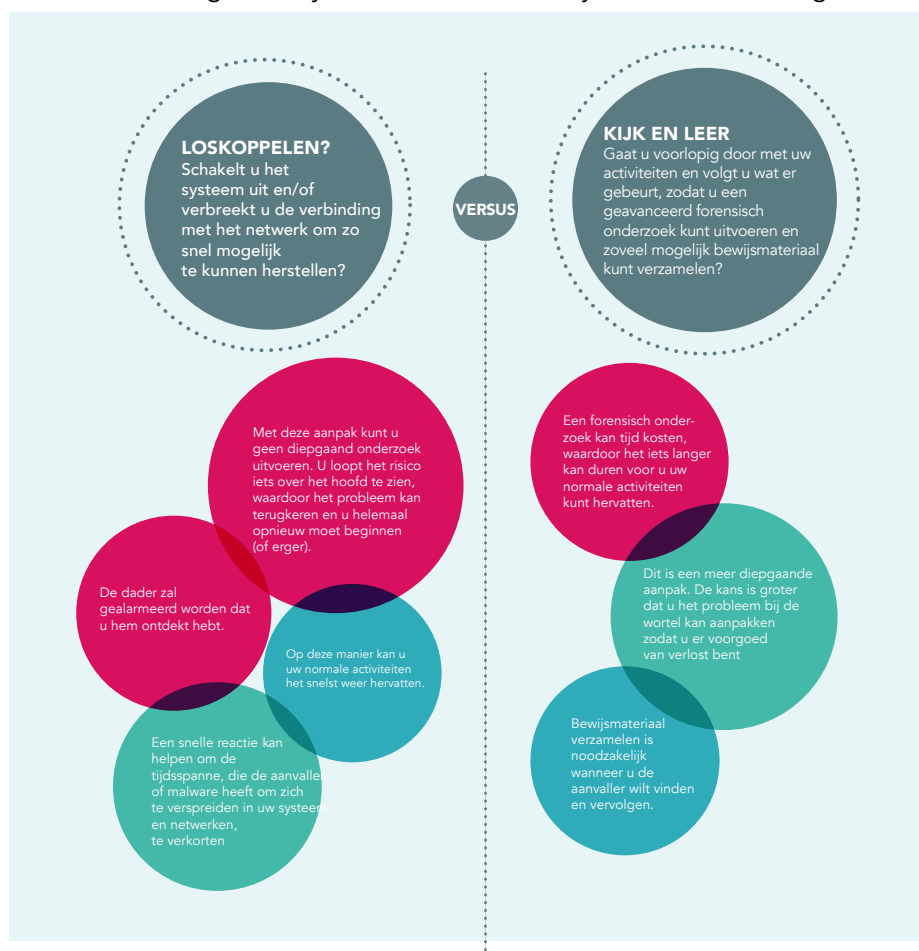 LOSKOPPELEN?
Schakelt u het
systeem uit en/of
verbreekt u de verbinding
met het netwerk om zo
snel mogelijk
te kunnen herstellen?
VERSUS
KIJK EN LEER
Gaat u voorlopig door met uw
activiteiten en volgt u wat er
gebeurt, zodat u een
geavanceerd forensisch
onderzoek kunt uitvoeren en
zoveel mogelijk bewijsmateriaal
kunt verzamelen?
Met deze aanpak kunt u
geen diepgaand onderzoek
uitvoeren. U loopt het risico
iets over het hoofd te zien,
waardoor het probleem kan
terugkeren en u helemaal
opnieuw moet beginnen
(of erger).
De dader zal
gealarmeerd worden dat
u hem ontdekt hebt.
Op deze manier kan u
uw normale activiteiten
het snelst weer hervatten.
Een snelle reactie kan
helpen om de
tijdsspanne, die de aanvaller
of malware heeft om zich
te verspreiden in uw systeem
en netwerken,
te verkorten
Een forensisch onder-
zoek kan tijd kosten,
waardoor het iets langer
kan duren voor u uw
normale activiteiten
kunt hervatten.
Dit is een meer diepgaande
aanpak. De kans is groter
dat u het probleem bij de
wortel kan aanpakken
zodat u er voorgoed
van verlost bent
Bewijsmateriaal
verzamelen is
noodzakelijk
wanneer u de
aanvaller wilt vinden
en vervolgen.